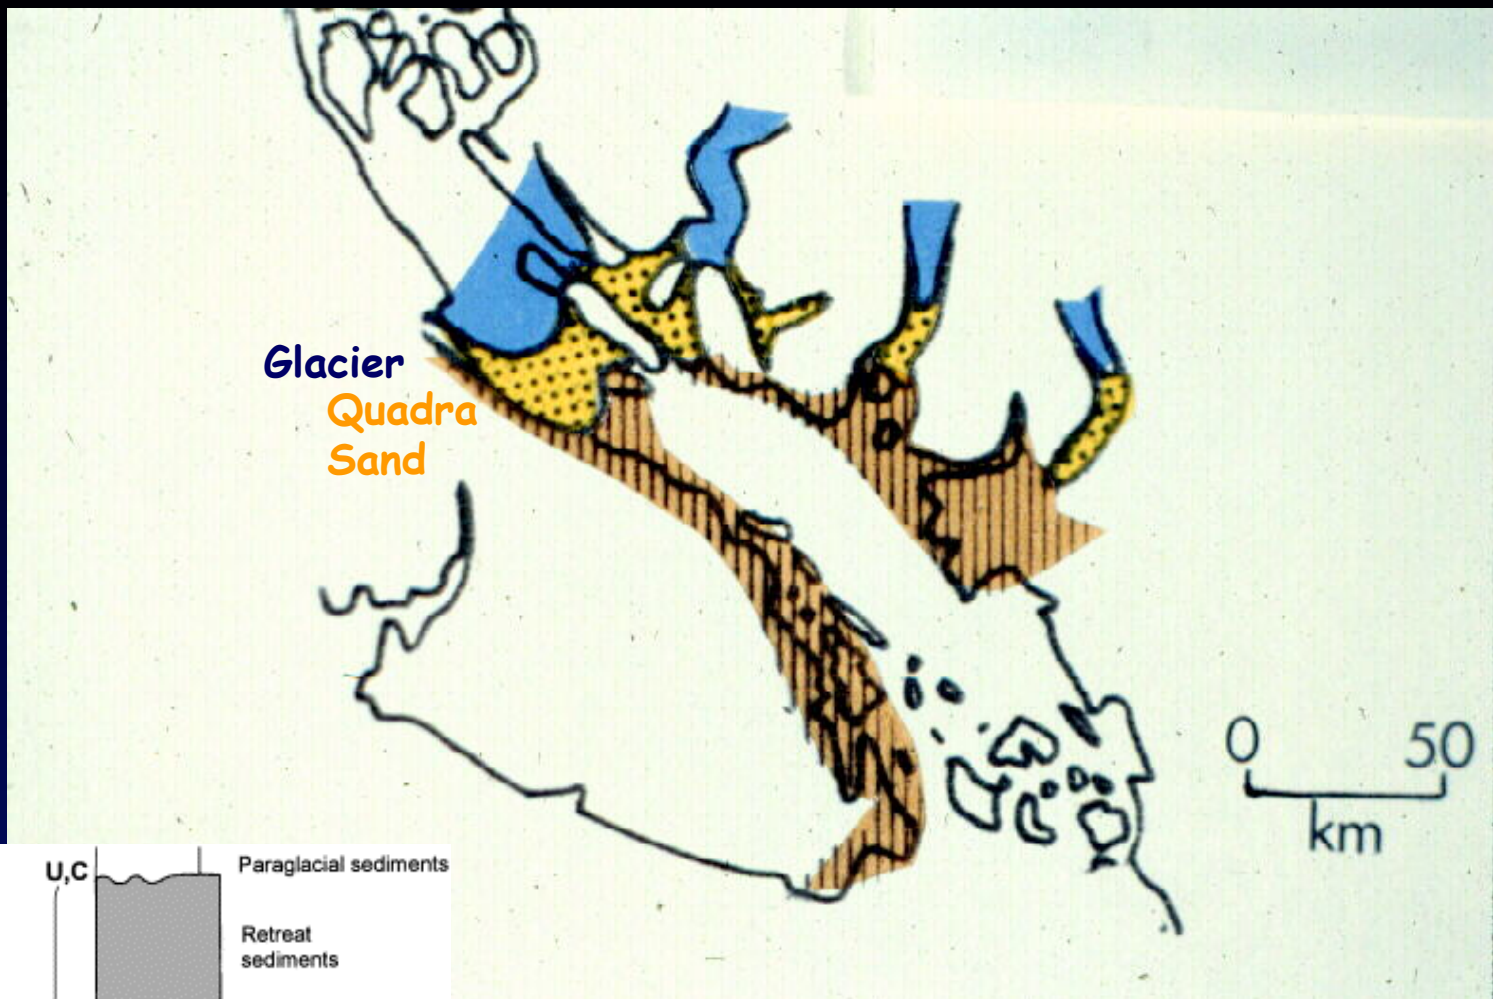 Glacier
Quadra
Sand
0 50
km
U,C
Paraglacial sediments
Retreat
sediments